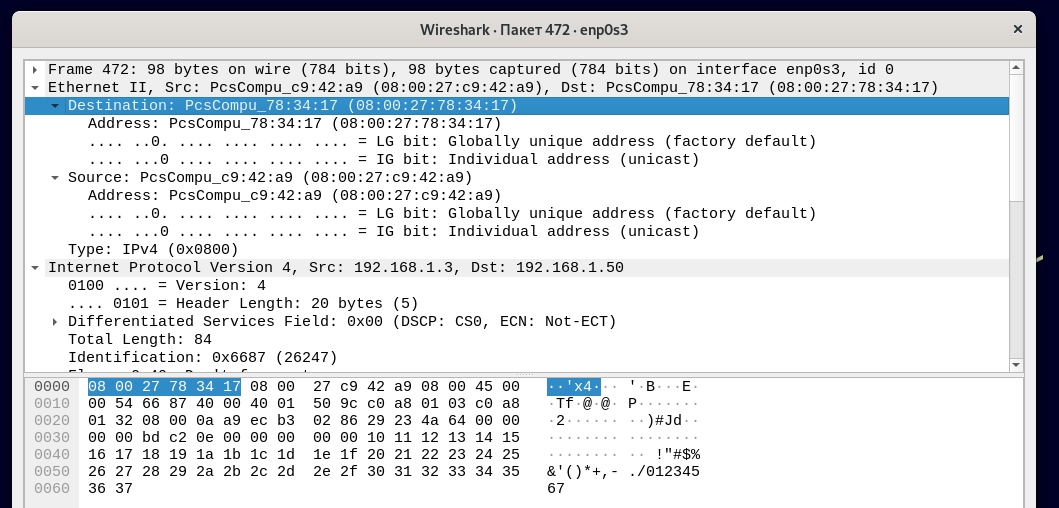 Wireshark · Пакет 472 · enp0s3
Frame 472: 98 bytes on wire (784 bits), 98 bytes captured (784 bits) on interface enp0s3, id 0
Ethernet II, Src: PcsCompu_c9:42:a9 (08:00:27:c9:42:a9), Dst: PcsCompu_78:34:17 (08:00:27:78:34:17)
Destination: PcsCompu_78:34:17 (08:00:27:78:34:17)
Address: PcsCompu_78:34:17 (08:00:27:78:34:17)
.... ..0. .... .... .... .... = LG bit: Globally unique address (factory default)
.... ...0 .... .... .... .... = IG bit: Individual address (unicast)
Source: PcsCompu_c9:42:a9 (08:00:27:c9:42:a9)
Address: PcsCompu_c9:42:a9 (08:00:27:c9:42:a9)
.... ..0. .... .... .... .... = LG bit: Globally unique address (factory default)
.... ...0 .... .... .... .... = IG bit: Individual address (unicast)
Type: IPv4 (0x0800)
Internet Protocol Version 4, Src: 192.168.1.3, Dst: 192.168.1.50
0100 .... = Version: 4
.... 0101 = Header Length: 20 bytes (5)
Differentiated Services Field: 0x00 (DSCP: CS0, ECN: Not-ECT)
Total Length: 84
Identification: 0x6687 (26247)
0000 08 00 27 78 34 17 08 00 27 c9 42 a9 08 00 45 00 ··'x4··· '·B···E·
0010 00 54 66 87 40 00 40 01 50 9c c0 a8 01 03 c0 a8 ·Tf·@·@· P·······
0020 01 32 08 00 0a a9 ec b3 02 86 29 23 4a 64 00 00 ·2······ ··)#Jd··
0030 00 00 bd c2 0e 00 00 00 00 00 10 11 12 13 14 15 ········ ········
0040 16 17 18 19 1a 1b 1c 1d 1e 1f 20 21 22 23 24 25 ········ ·· !"#$%
0050 26 27 28 29 2a 2b 2c 2d 2e 2f 30 31 32 33 34 35 &'()*+,- ./012345
0060 36 37 67